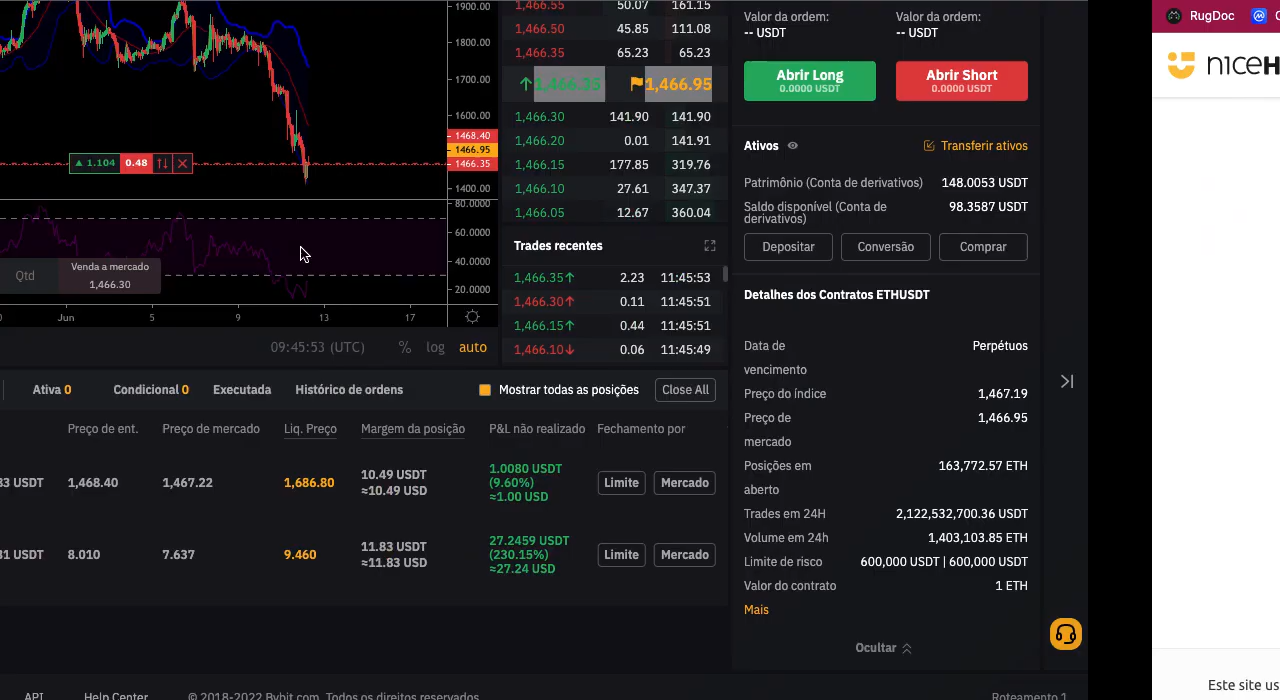 1900.00
1800.00
1700.00
1600.00
1468.40
1466.95
1466.35
1400.00
80.0000
60.0000
40.0000
20.0000
1.104 0.48
Qtd
Venda a mercado
1,466.30
Jun 5 9 13 17
09:45:53 (UTC) % log auto
1,466.55 50.07 161.15
1,466.50 45.85 111.08
1,466.35 65.23 65.23
1,466.25 1,466.95
1,466.30 141.90 141.90
1,466.20 0.01 141.91
1,466.15 177.85 319.76
1,466.10 27.61 347.37
1,466.05 12.67 360.04
Trades recentes
1,466.35↑ 2.23 11:45:53
1,466.30↑ 0.11 11:45:51
1,466.15↑ 0.44 11:45:51
1,466.10↓ 0.06 11:45:49
Ativa 0 Condicional 0 Executada Histórico de ordens Mostrar todas as posições Close All
Preço de ent. Preço de mercado Liq. Preço Margem da posição P&L não realizado Fechamento por
33 USDT 1,468.40 1,467.22 1,686.80 10.49 USDT
≈10.49 USD
1.0080 USDT
(9.60%)
≈1.00 USD
Limite Mercado
31 USDT 8.010 7.637 9.460 11.83 USDT
≈11.83 USD
27.2459 USDT
(230.15%)
≈27.24 USD
Limite Mercado
API Help Center © 2018-2022 Bybit.com. Todos os direitos reservados. Roteamento 1
Valor da ordem: Valor da ordem:
-- USDT -- USDT
Abrir Long Abrir Short
0.0000 USDT 0.0000 USDT
Ativos Transferir ativos
Patrimônio (Conta de derivativos) 148.0053 USDT
Saldo disponível (Conta de
derivativos) 98.3587 USDT
Depositar Conversão Comprar
Detalhes dos Contratos ETHUSDT
Data de
vencimento Perpétuos
Preço do índice 1,467.19
Preço de
mercado 1,466.95
Posições em
aberto 163,772.57 ETH
Trades em 24H 2,122,532,700.36 USDT
Volume em 24h 1,403,103.85 ETH
Limite de risco 600,000 USDT | 600,000 USDT
Valor do contrato 1 ETH
Mais
Ocultar
RugDoc C
niceH
Este site us